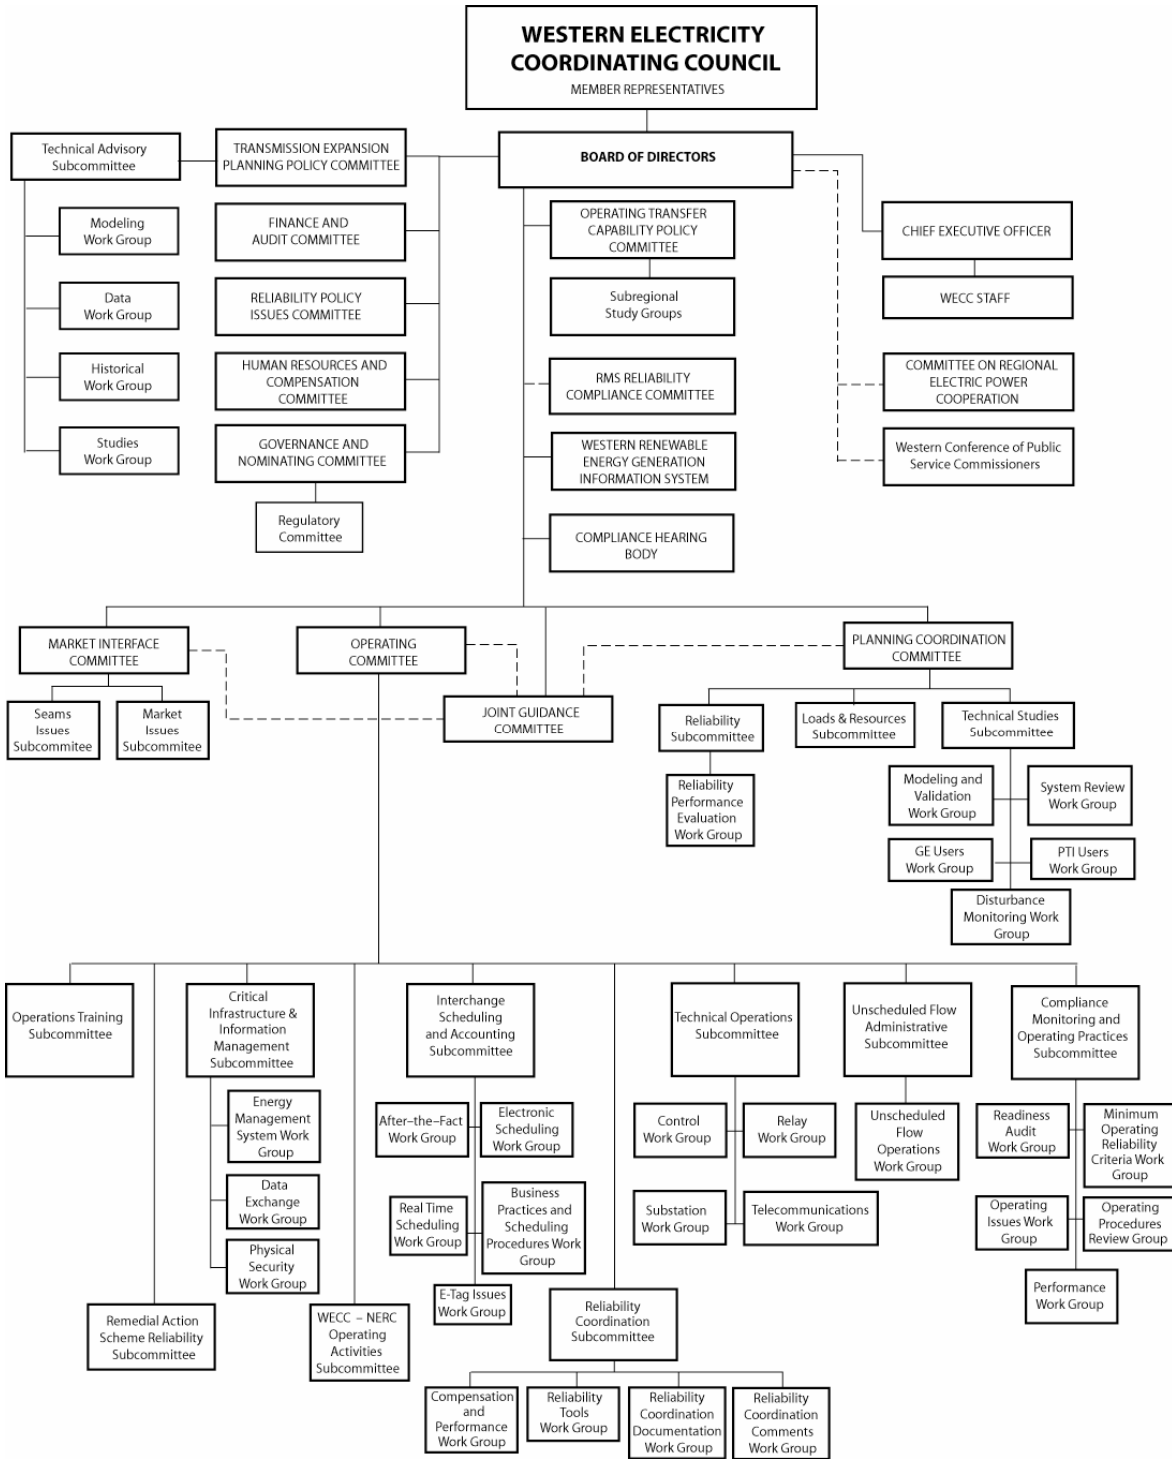 WESTERN ELECTRICITY
COORDINATING COUNCIL
MEMBER REPRESENTATIVES
Technical Advisory
Subcommittee
TRANSMISSION EXPANSION
PLANNING POLICY COMMITTEE
BOARD OF DIRECTORS
Modeling
Work Group
FINANCE AND
AUDIT COMMITTEE
OPERATING TRANSFER
CAPABILITY POLICY
COMMITTEE
CHIEF EXECUTIVE OFFICER
Data
Work Group
RELIABILITY POLICY
ISSUES COMMITTEE
Subregional
Study Groups
WECC STAFF
Historical
Work Group
HUMAN RESOURCES AND
COMPENSATION
COMMITTEE
RMS RELIABILITY
COMPLIANCE COMMITTEE
COMMITTEE ON REGIONAL
ELECTRIC POWER
COOPERATION
Studies
Work Group
GOVERNANCE AND
NOMINATING COMMITTEE
WESTERN RENEWABLE
ENERGY GENERATION
INFORMATION SYSTEM
Western Conference of Public
Service Commissioners
Regulatory
Committee
COMPLIANCE HEARING
BODY
MARKET INTERFACE
COMMITTEE
OPERATING
COMMITTEE
PLANNING COORDINATION
COMMITTEE
Seams
Issues
Subcommitee
Market
Issues
Subcommitee
JOINT GUIDANCE
COMMITTEE
Reliability
Subcommittee
Loads & Resources
Subcommittee
Technical Studies
Subcommittee
Reliability
Performance
Evaluation
Work Group
Modeling and
Validation
Work Group
System Review
Work Group
GE Users
Work Group
PTI Users
Work Group
Disturbance
Monitoring Work
Group
Operations Training
Subcommittee
Critical
Infrastructure &
Information
Management
Subcommittee
Interchange
Scheduling
and Accounting
Subcommittee
Technical Operations
Subcommittee
Unscheduled Flow
Administrative
Subcommittee
Compliance
Monitoring and
Operating Practices
Subcommittee
Energy
Management
System Work
Group
After–the–Fact
Work Group
Electronic
Scheduling
Work Group
Control
Work Group
Relay
Work Group
Unscheduled
Flow
Operations
Work Group
Readiness
Audit
Work Group
Minimum
Operating
Reliability
Criteria Work
Group
Data
Exchange
Work Group
Real Time
Scheduling
Work Group
Business
Practices and
Scheduling
Procedures Work
Group
Substation
Work Group
Telecommunications
Work Group
Operating
Issues Work
Group
Operating
Procedures
Review Group
Physical
Security
Work Group
E-Tag Issues
Work Group
Performance
Work Group
Remedial Action
Scheme Reliability
Subcommittee
WECC – NERC
Operating
Activities
Subcommittee
Reliability
Coordination
Subcommittee
Compensation
and
Performance
Work Group
Reliability
Tools
Work Group
Reliability
Coordination
Documentation
Work Group
Reliability
Coordination
Comments
Work Group